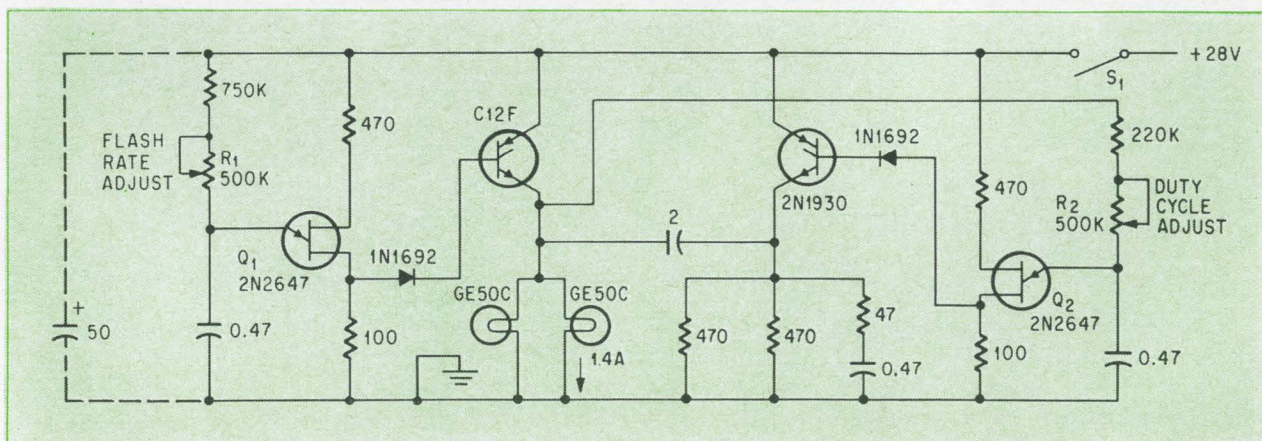 +28V
S1
750K
470
C12F
1N1692
220K
FLASH
RATE
ADJUST
R1
500K
2N1930
470
R2
500K
DUTY
CYCLE
ADJUST
Q1
2N2647
1N1692
2
Q2
2N2647
+
50
0.47
100
GE50C
GE50C
1.4A
470
470
47
0.47
100
0.47